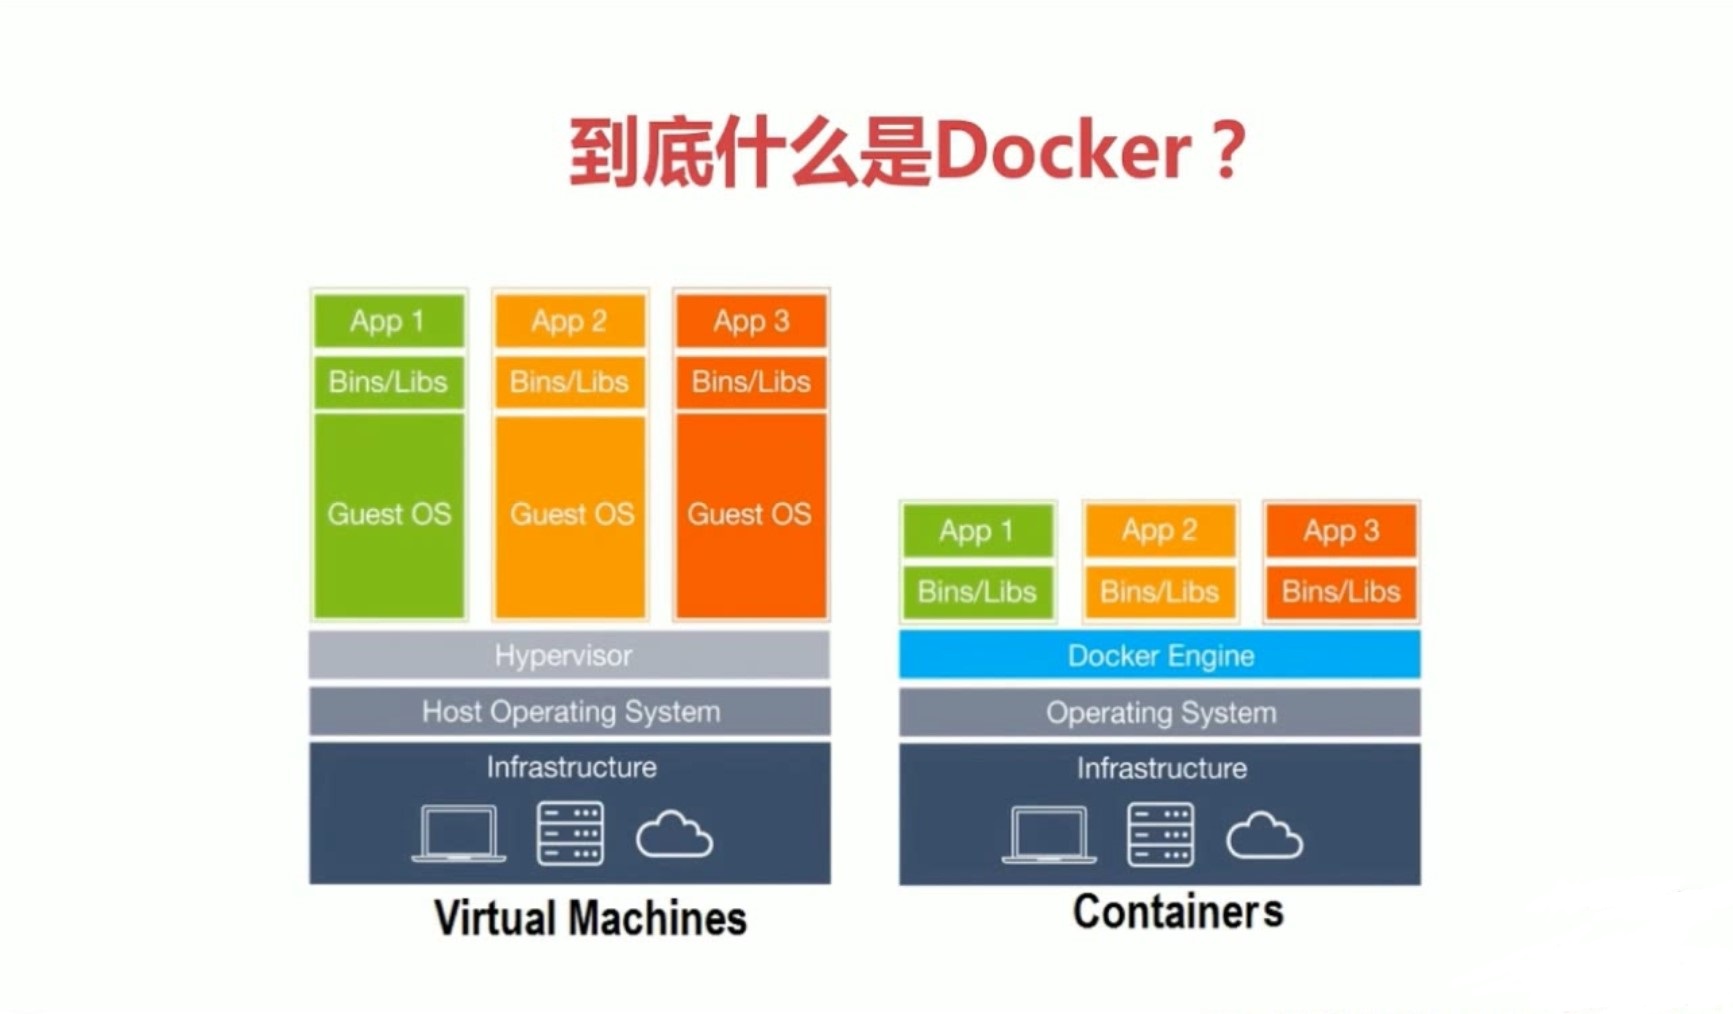 到底什么是Docker？
App 1
App 2
App 3
Bins/Libs
Bins/Libs
Bins/Libs
Guest OS
Guest OS
Guest OS
Hypervisor
Host Operating System
Infrastructure
Virtual Machines
App 1
App 2
App 3
Bins/Libs
Bins/Libs
Bins/Libs
Docker Engine
Operating System
Infrastructure
Containers